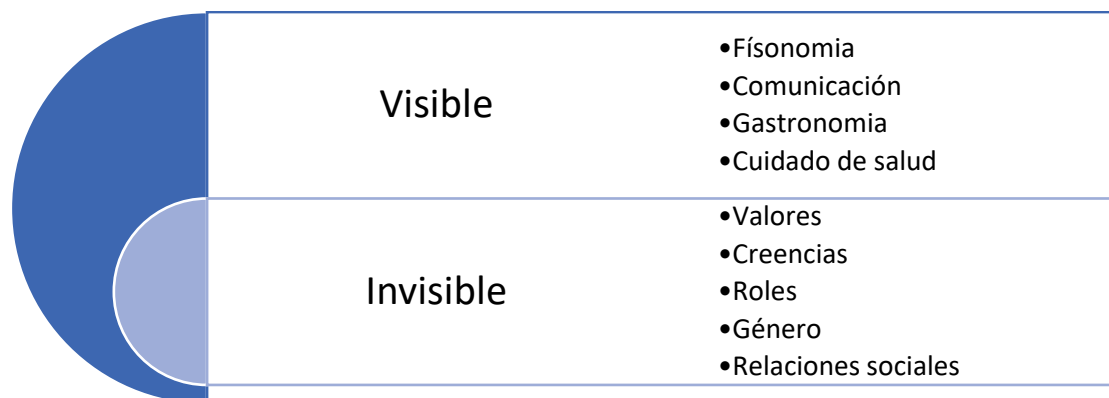 Visible
•Físonomia
•Comunicación
•Gastronomia
•Cuidado de salud
Invisible
•Valores
•Creencias
•Roles
•Género
•Relaciones sociales